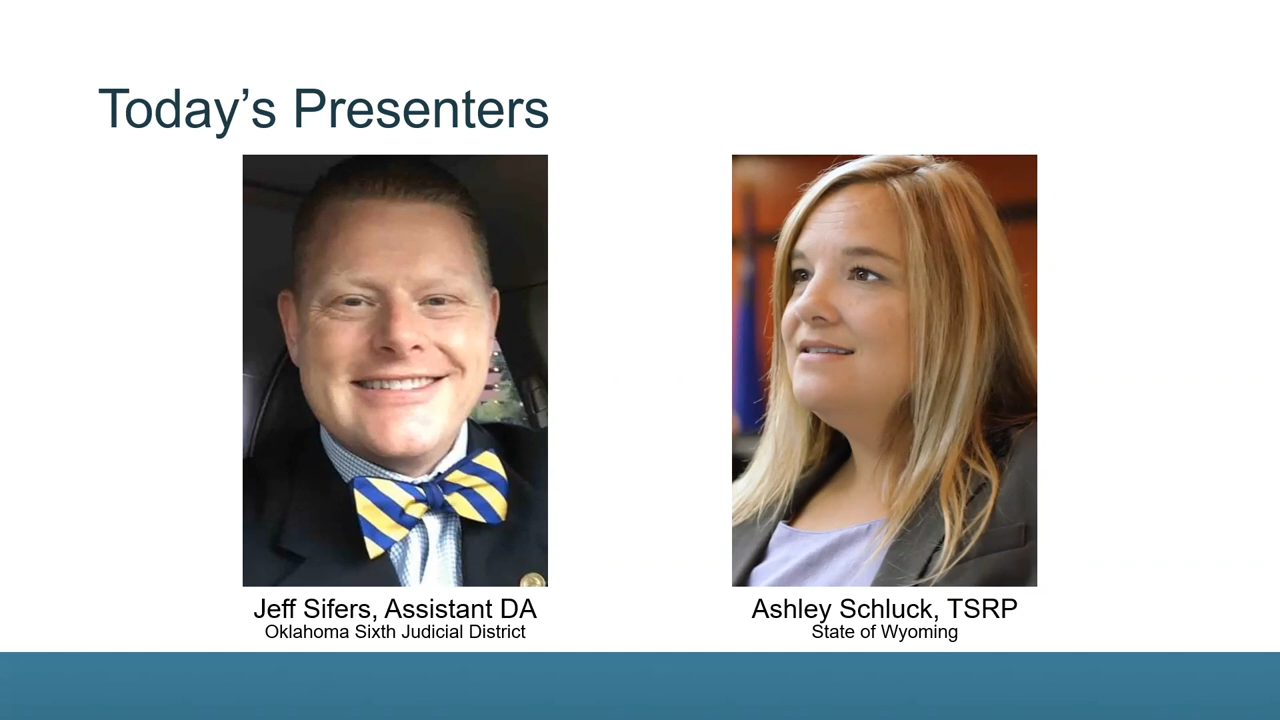 Today’s Presenters
Jeff Sifers, Assistant DA
Oklahoma Sixth Judicial District
Ashley Schluck, TSRP
State of Wyoming